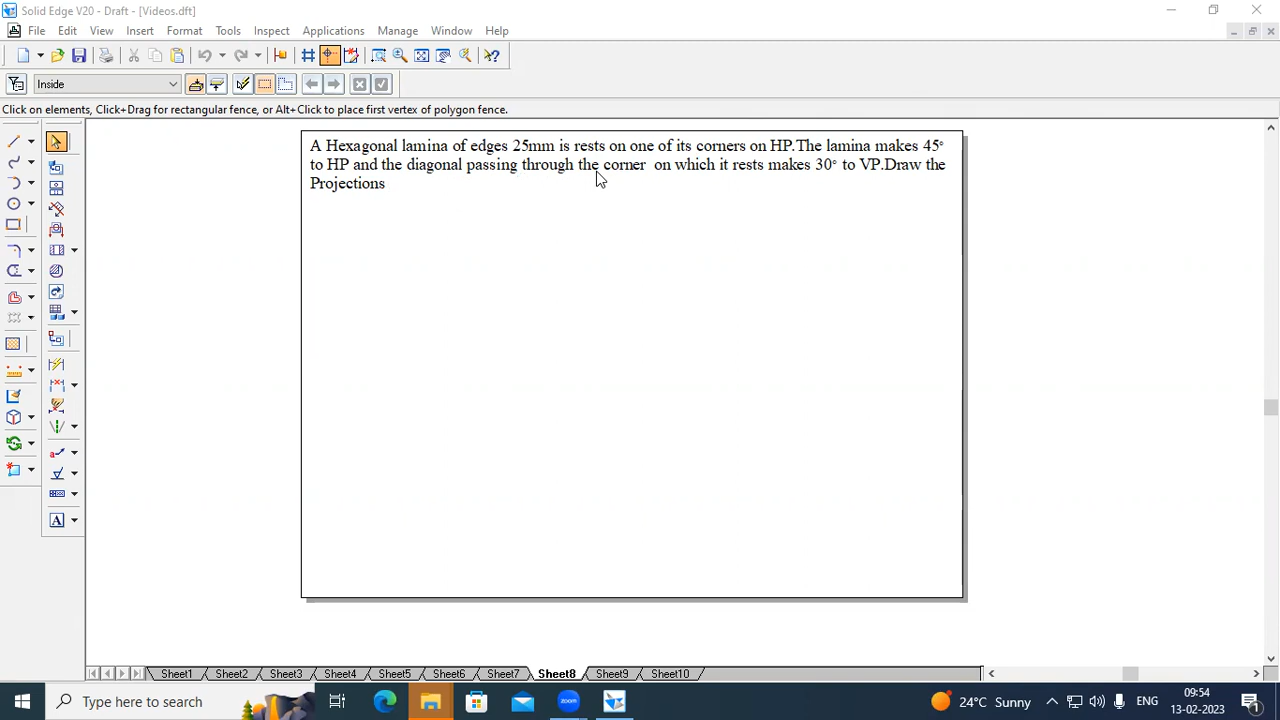 Solid Edge V20 - Draft - [Videos.dft]
File Edit View Insert Format Tools Inspect Applications Manage Window Help
Inside
Click on elements, Click+Drag for rectangular fence, or Alt+Click to place first vertex of polygon fence.
A Hexagonal lamina of edges 25mm is rests on one of its corners on HP.The lamina makes 45°
to HP and the diagonal passing through the corner on which it rests makes 30° to VP.Draw the
Projections
A
Sheet1 Sheet2 Sheet3 Sheet4 Sheet5 Sheet6 Sheet7 Sheet8 Sheet9 Sheet10
Type here to search
zoom
24°C Sunny
ENG
09:54
13-02-2023
1